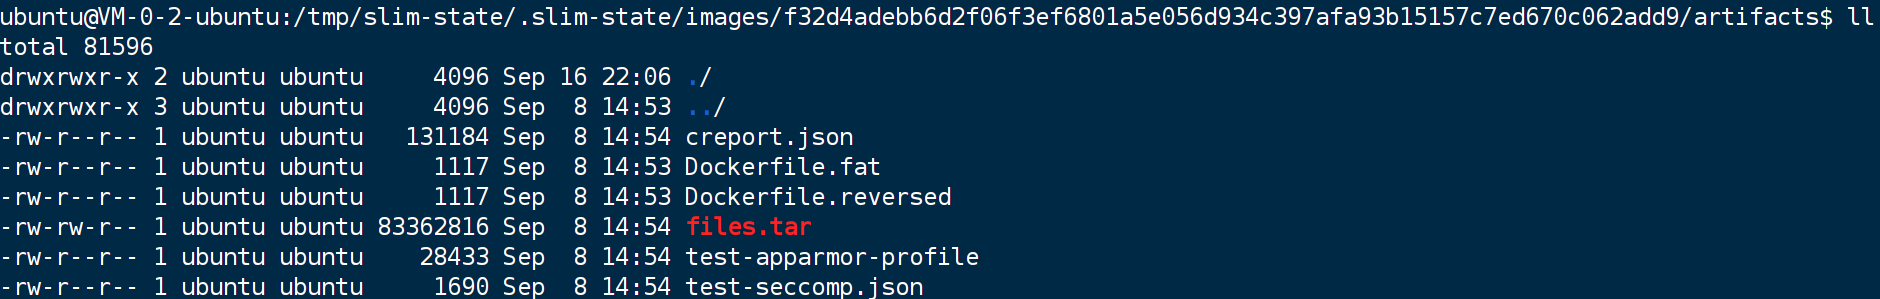 ubuntu@VM-0-2-ubuntu:/tmp/slim-state/.slim-state/images/f32d4adebb6d2f06f3ef6801a5e056d934c397afa93b15157c7ed670c062add9/artifacts$ ll
total 81596
drwxrwxr-x 2 ubuntu ubuntu     4096 Sep 16 22:06 ./
drwxrwxr-x 3 ubuntu ubuntu     4096 Sep  8 14:53 ../
-rw-r--r-- 1 ubuntu ubuntu   131184 Sep  8 14:54 creport.json
-rw-r--r-- 1 ubuntu ubuntu     1117 Sep  8 14:53 Dockerfile.fat
-rw-r--r-- 1 ubuntu ubuntu     1117 Sep  8 14:53 Dockerfile.reversed
-rw-rw-r-- 1 ubuntu ubuntu 83362816 Sep  8 14:54 files.tar
-rw-r--r-- 1 ubuntu ubuntu    28433 Sep  8 14:54 test-apparmor-profile
-rw-r--r-- 1 ubuntu ubuntu     1690 Sep  8 14:54 test-seccomp.json